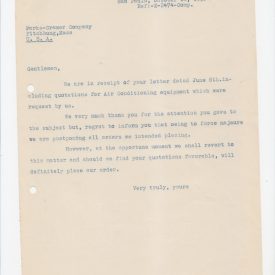 Ref:-Z-2474-Comp.
Parks-Cramer Company
Fitchburg, Mass
U. S. A.
Gentlemen,
We are in receipt of your letter dated June 8th.in-
cluding quotations for Air Conditioning equipment which were
request by us.
We very much thank you for the attention you gave to
the subject but, regret to inform you that owing to force majeure
we are postponing all orders we intended placing.
However, at the opportune moment we shall revert to
this matter and should we find your quotations favorable, will
definitely place our order.
Very truly, yours